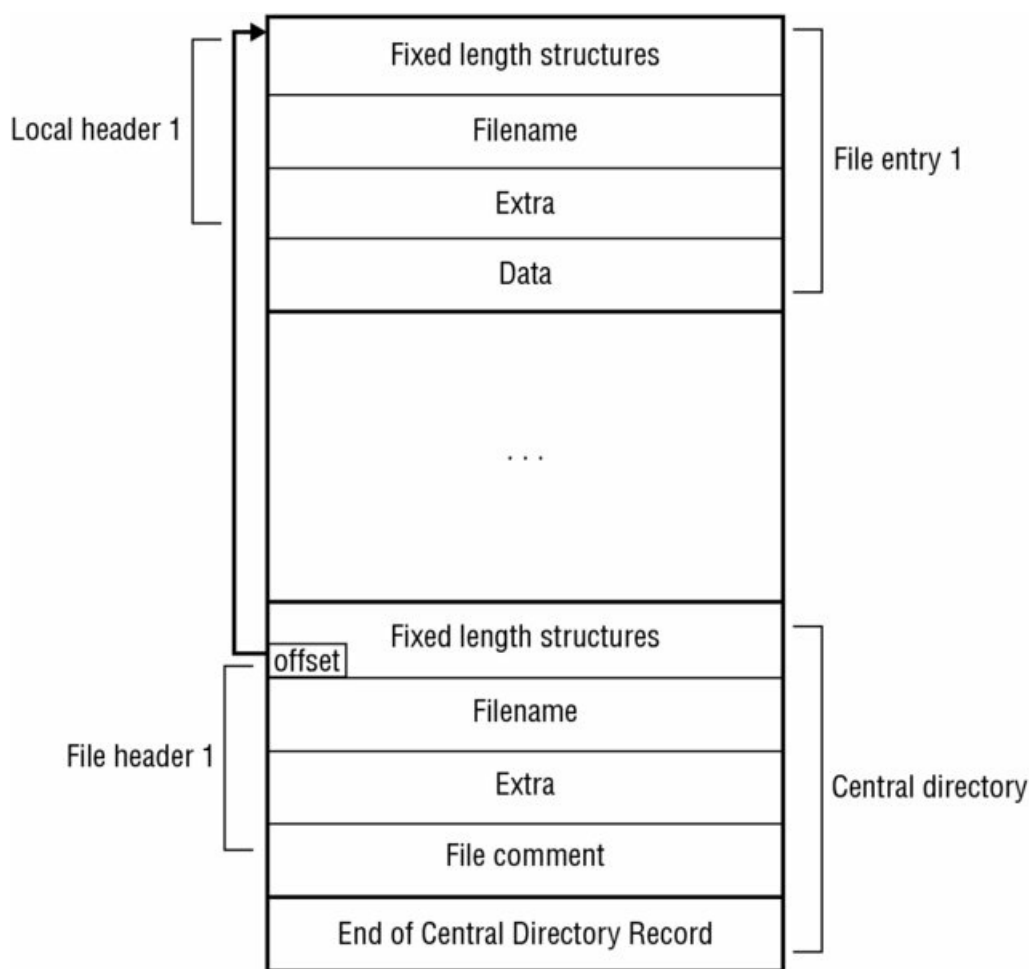 Fixed length structures
Local header 1
Filename
File entry 1
Extra
Data
. . .
Fixed length structures
offset
Filename
File header 1
Extra
Central directory
File comment
End of Central Directory Record